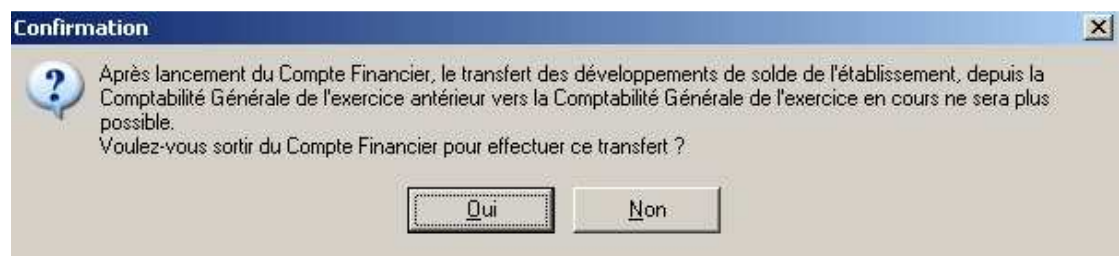 Confirmation
Après lancement du Compte Financier, le transfert des développements de solde de l'établissement, depuis la
Comptabilité Générale de l'exercice antérieur vers la Comptabilité Générale de l'exercice en cours ne sera plus
possible.
Voulez-vous sortir du Compte Financier pour effectuer ce transfert ?
Oui
Non